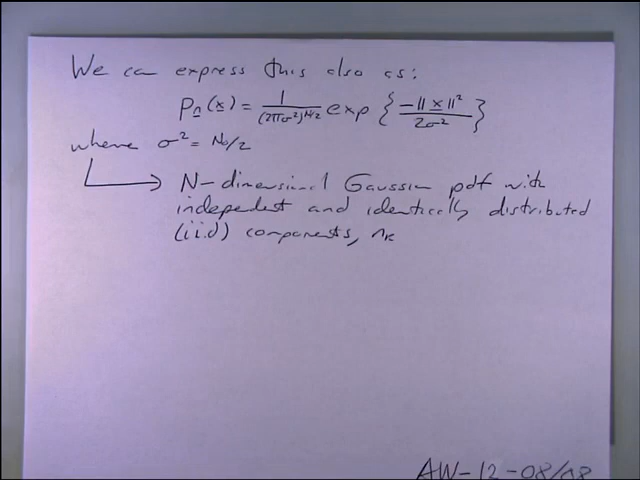 We can express this also as:
p_n(x) = 1/(2πσ²)^N/2 exp { -||x||² / 2σ² }
where σ² = N₀/2
N-dimensional Gaussian pdf with
independent and identically distributed
(i.i.d) components, nₖ
AW-12-08/08